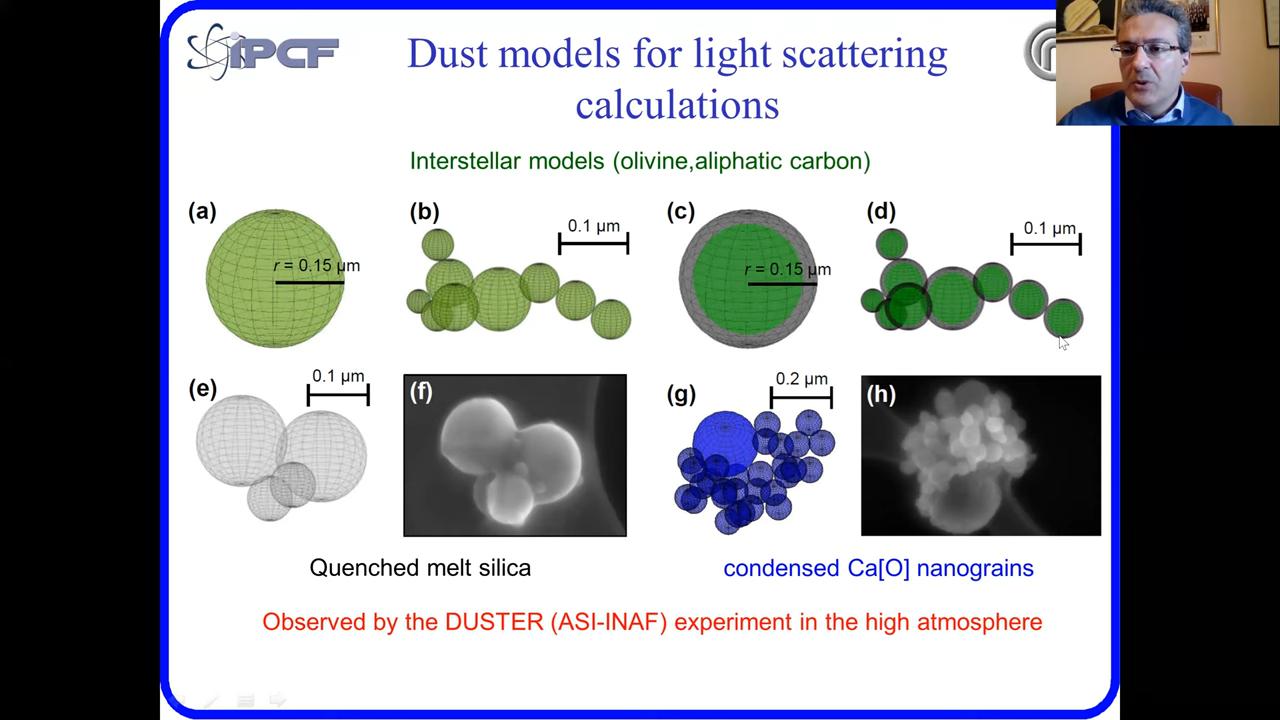 iPCF
Dust models for light scattering
calculations
Interstellar models (olivine,aliphatic carbon)
(a)
r = 0.15 µm
(b)
0.1 µm
(c)
r = 0.15 µm
(d)
0.1 µm
(e)
0.1 µm
(f)
(g)
0.2 µm
(h)
Quenched melt silica
condensed Ca[O] nanograins
Observed by the DUSTER (ASI-INAF) experiment in the high atmosphere